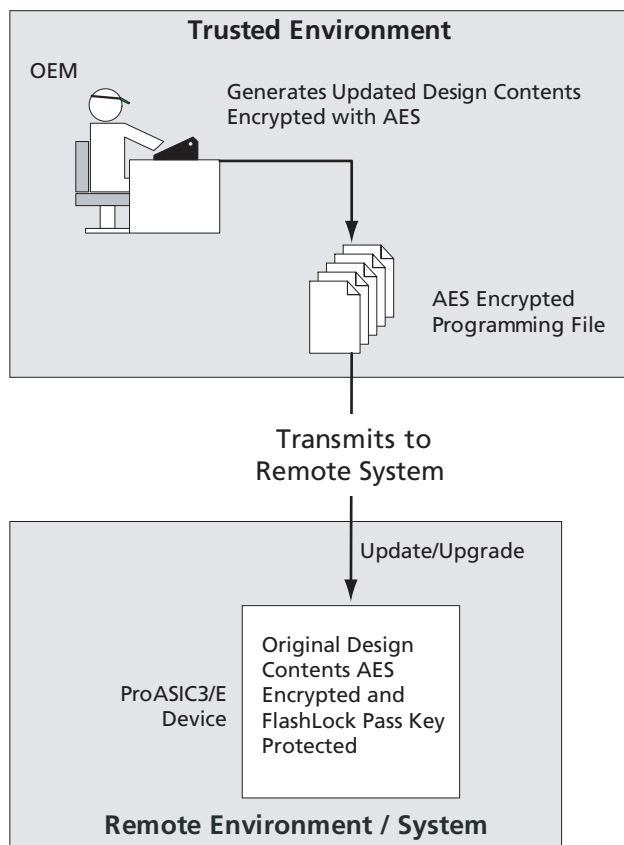 Trusted Environment
OEM
Generates Updated Design Contents
Encrypted with AES
AES Encrypted
Programming File
Transmits to
Remote System
Update/Upgrade
ProASIC3/E
Device
Original Design
Contents AES
Encrypted and
FlashLock Pass Key
Protected
Remote Environment / System